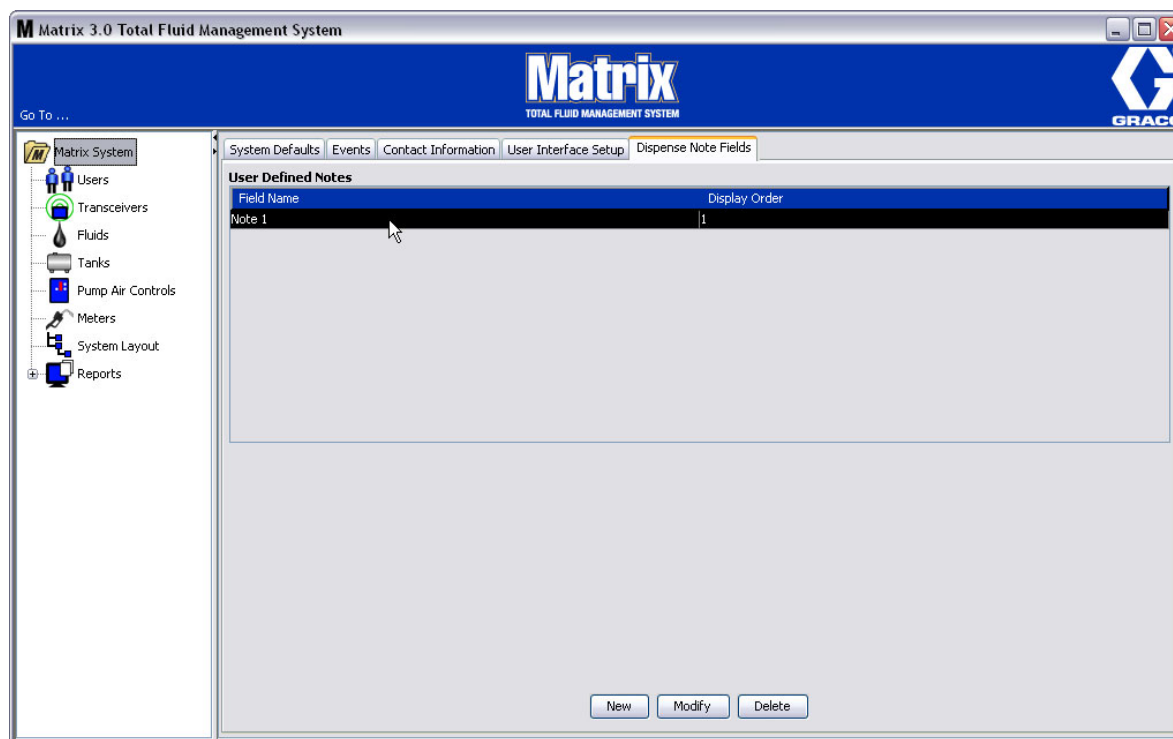 M Matrix 3.0 Total Fluid Management System
Matrix
TOTAL FLUID MANAGEMENT SYSTEM
Go To ...
GRACO
Matrix System
Users
Transceivers
Fluids
Tanks
Pump Air Controls
Meters
System Layout
Reports
System Defaults Events Contact Information User Interface Setup Dispense Note Fields
User Defined Notes
Field Name Display Order
Note 1 1
New Modify Delete